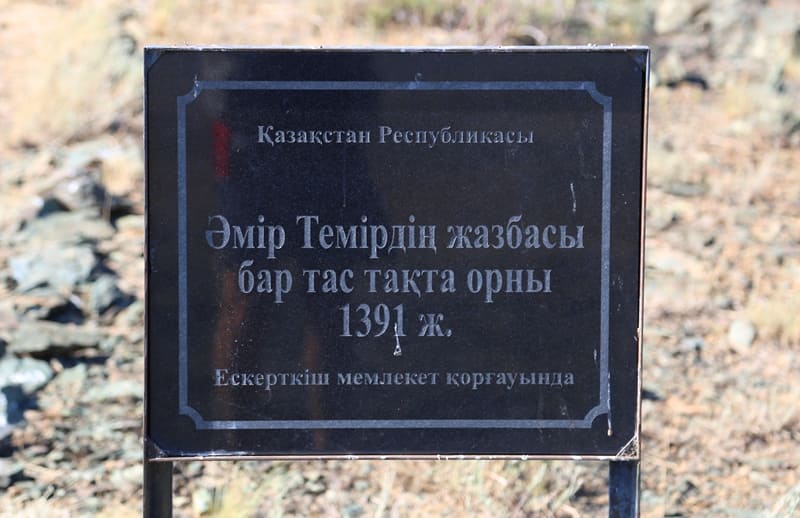 Қазақстан Республикасы
Әмір Темірдің жазбасы
бар тас тақта орны
1391 ж.
Ескерткіш мемлекет қорғауында